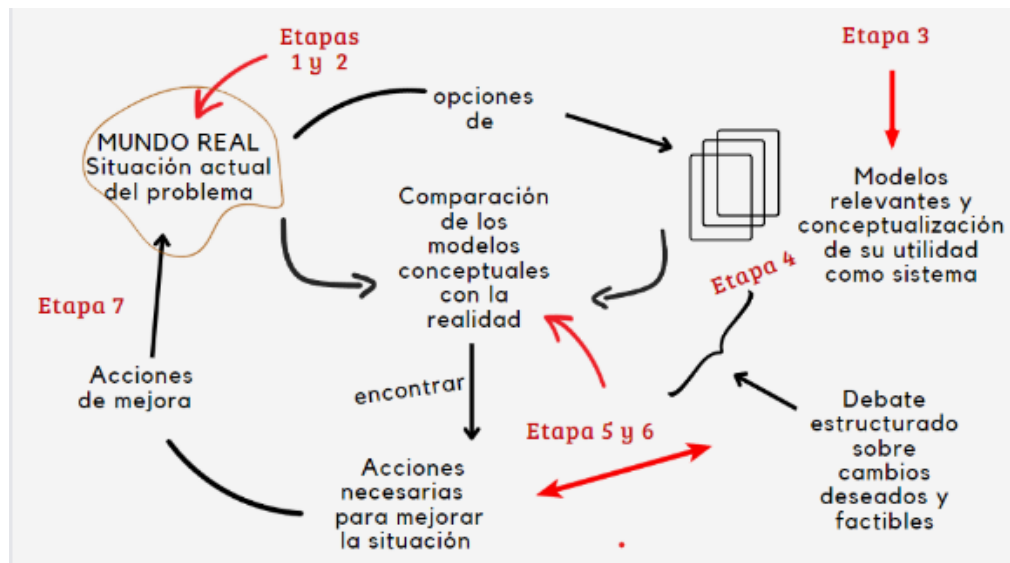 Etapas
1 y 2
Etapa 3
opciones
de
MUNDO REAL
Situación actual
del problema
Comparación
de los
modelos
conceptuales
con la
realidad
Modelos
relevantes y
conceptualización
de su utilidad
como sistema
Etapa 4
Etapa 7
Acciones
de mejora
encontrar
Etapa 5 y 6
Debate
estructurado
sobre
cambios
deseados y
factibles
Acciones
necesarias
para mejorar
la situación